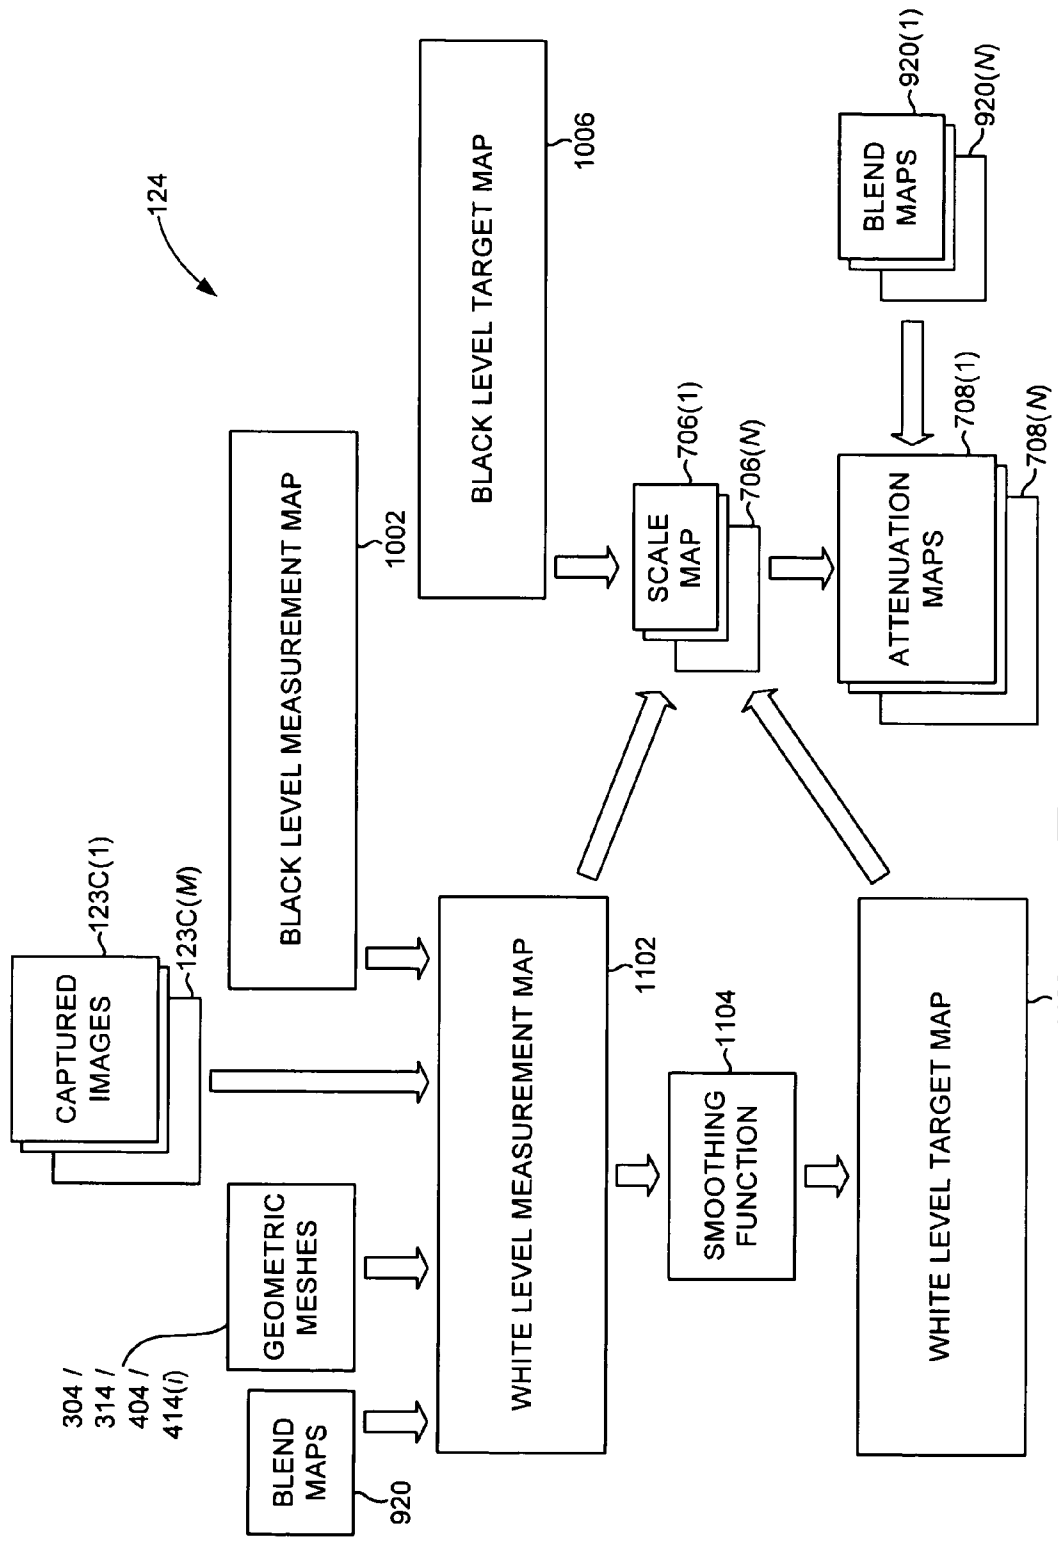 124
CAPTURED
IMAGES
123C(1)
123C(M)
304 /
314 /
404 /
414(i)
BLEND
MAPS
920
GEOMETRIC
MESHES
BLACK LEVEL MEASUREMENT MAP
1002
BLACK LEVEL TARGET MAP
1006
WHITE LEVEL MEASUREMENT MAP
1102
SMOOTHING
FUNCTION
1104
SCALE
MAP
706(1)
706(N)
BLEND
MAPS
920(1)
920(N)
WHITE LEVEL TARGET MAP
ATTENUATION
MAPS
708(1)
708(N)